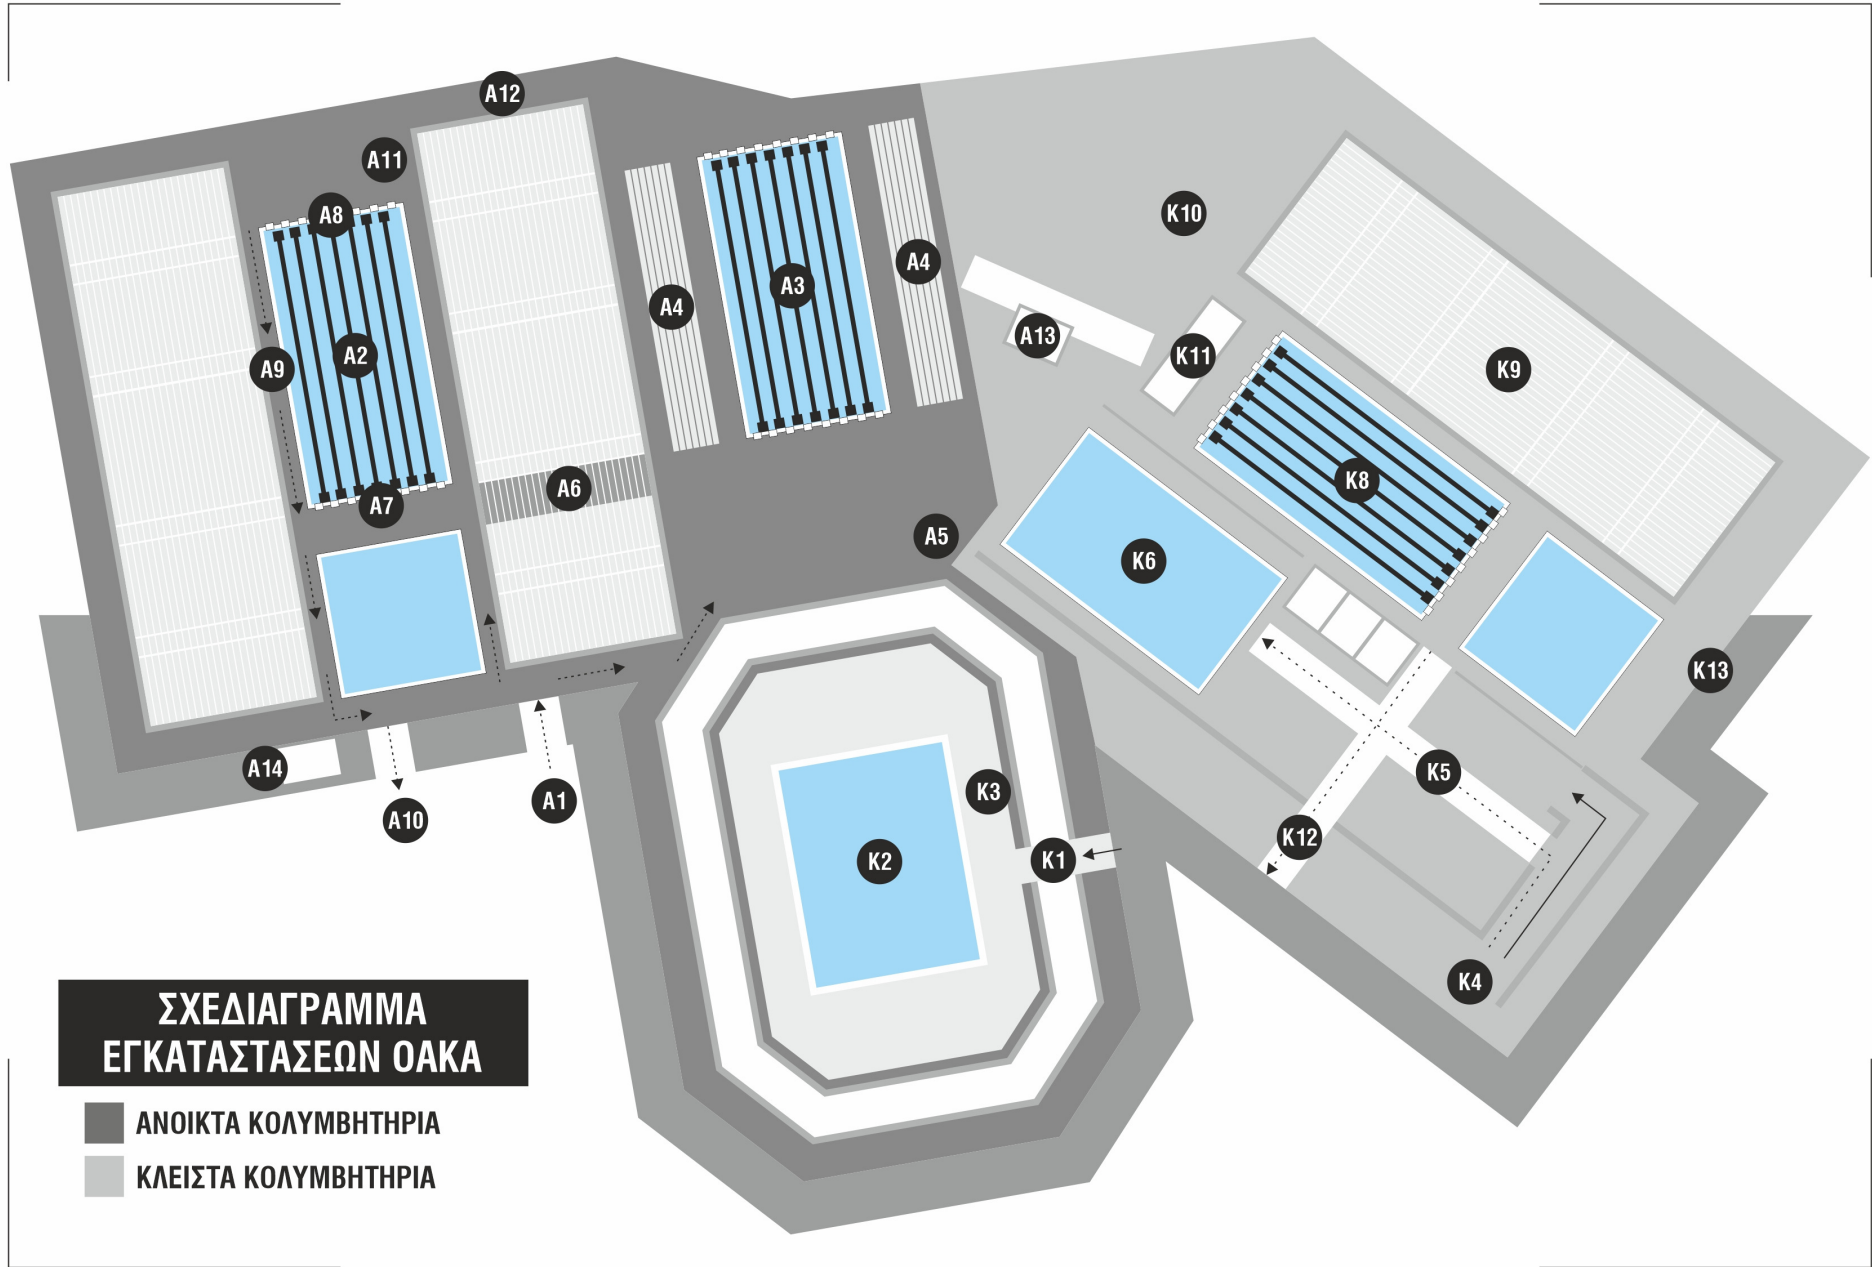 A12
A11
A8
A4
A3
A4
K10
A13
K11
K9
A9
A2
A7
A6
A5
K8
K6
K13
A14
A10
A1
K3
K2
K1
K5
K12
K4
ΣΧΕΔΙΑΓΡΑΜΜΑ
ΕΓΚΑΤΑΣΤΑΣΕΩΝ ΟΑΚΑ
ΑΝΟΙΚΤΑ ΚΟΛΥΜΒΗΤΗΡΙΑ
ΚΛΕΙΣΤΑ ΚΟΛΥΜΒΗΤΗΡΙΑ